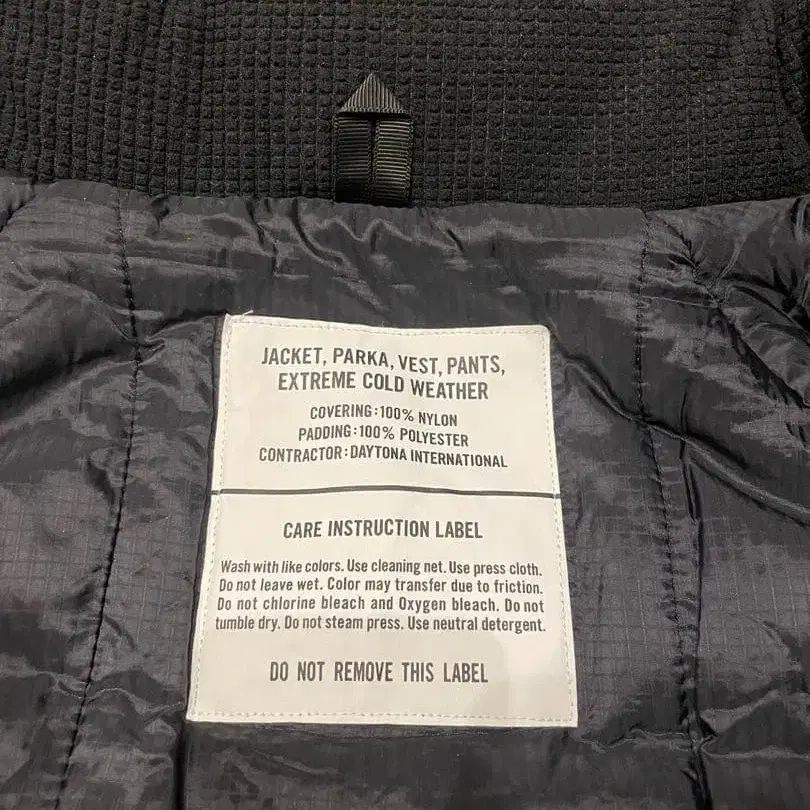 JACKET, PARKA, VEST, PANTS,
EXTREME COLD WEATHER
COVERING:100% NYLON
PADDING:100% POLYESTER
CONTRACTOR:DAYTONA INTERNATIONAL
CARE INSTRUCTION LABEL
Wash with like colors. Use cleaning net. Use press cloth.
Do not leave wet. Color may transfer due to friction.
Do not chlorine bleach and Oxygen bleach. Do not
tumble dry. Do not steam press. Use neutral detergent.
DO NOT REMOVE THIS LABEL